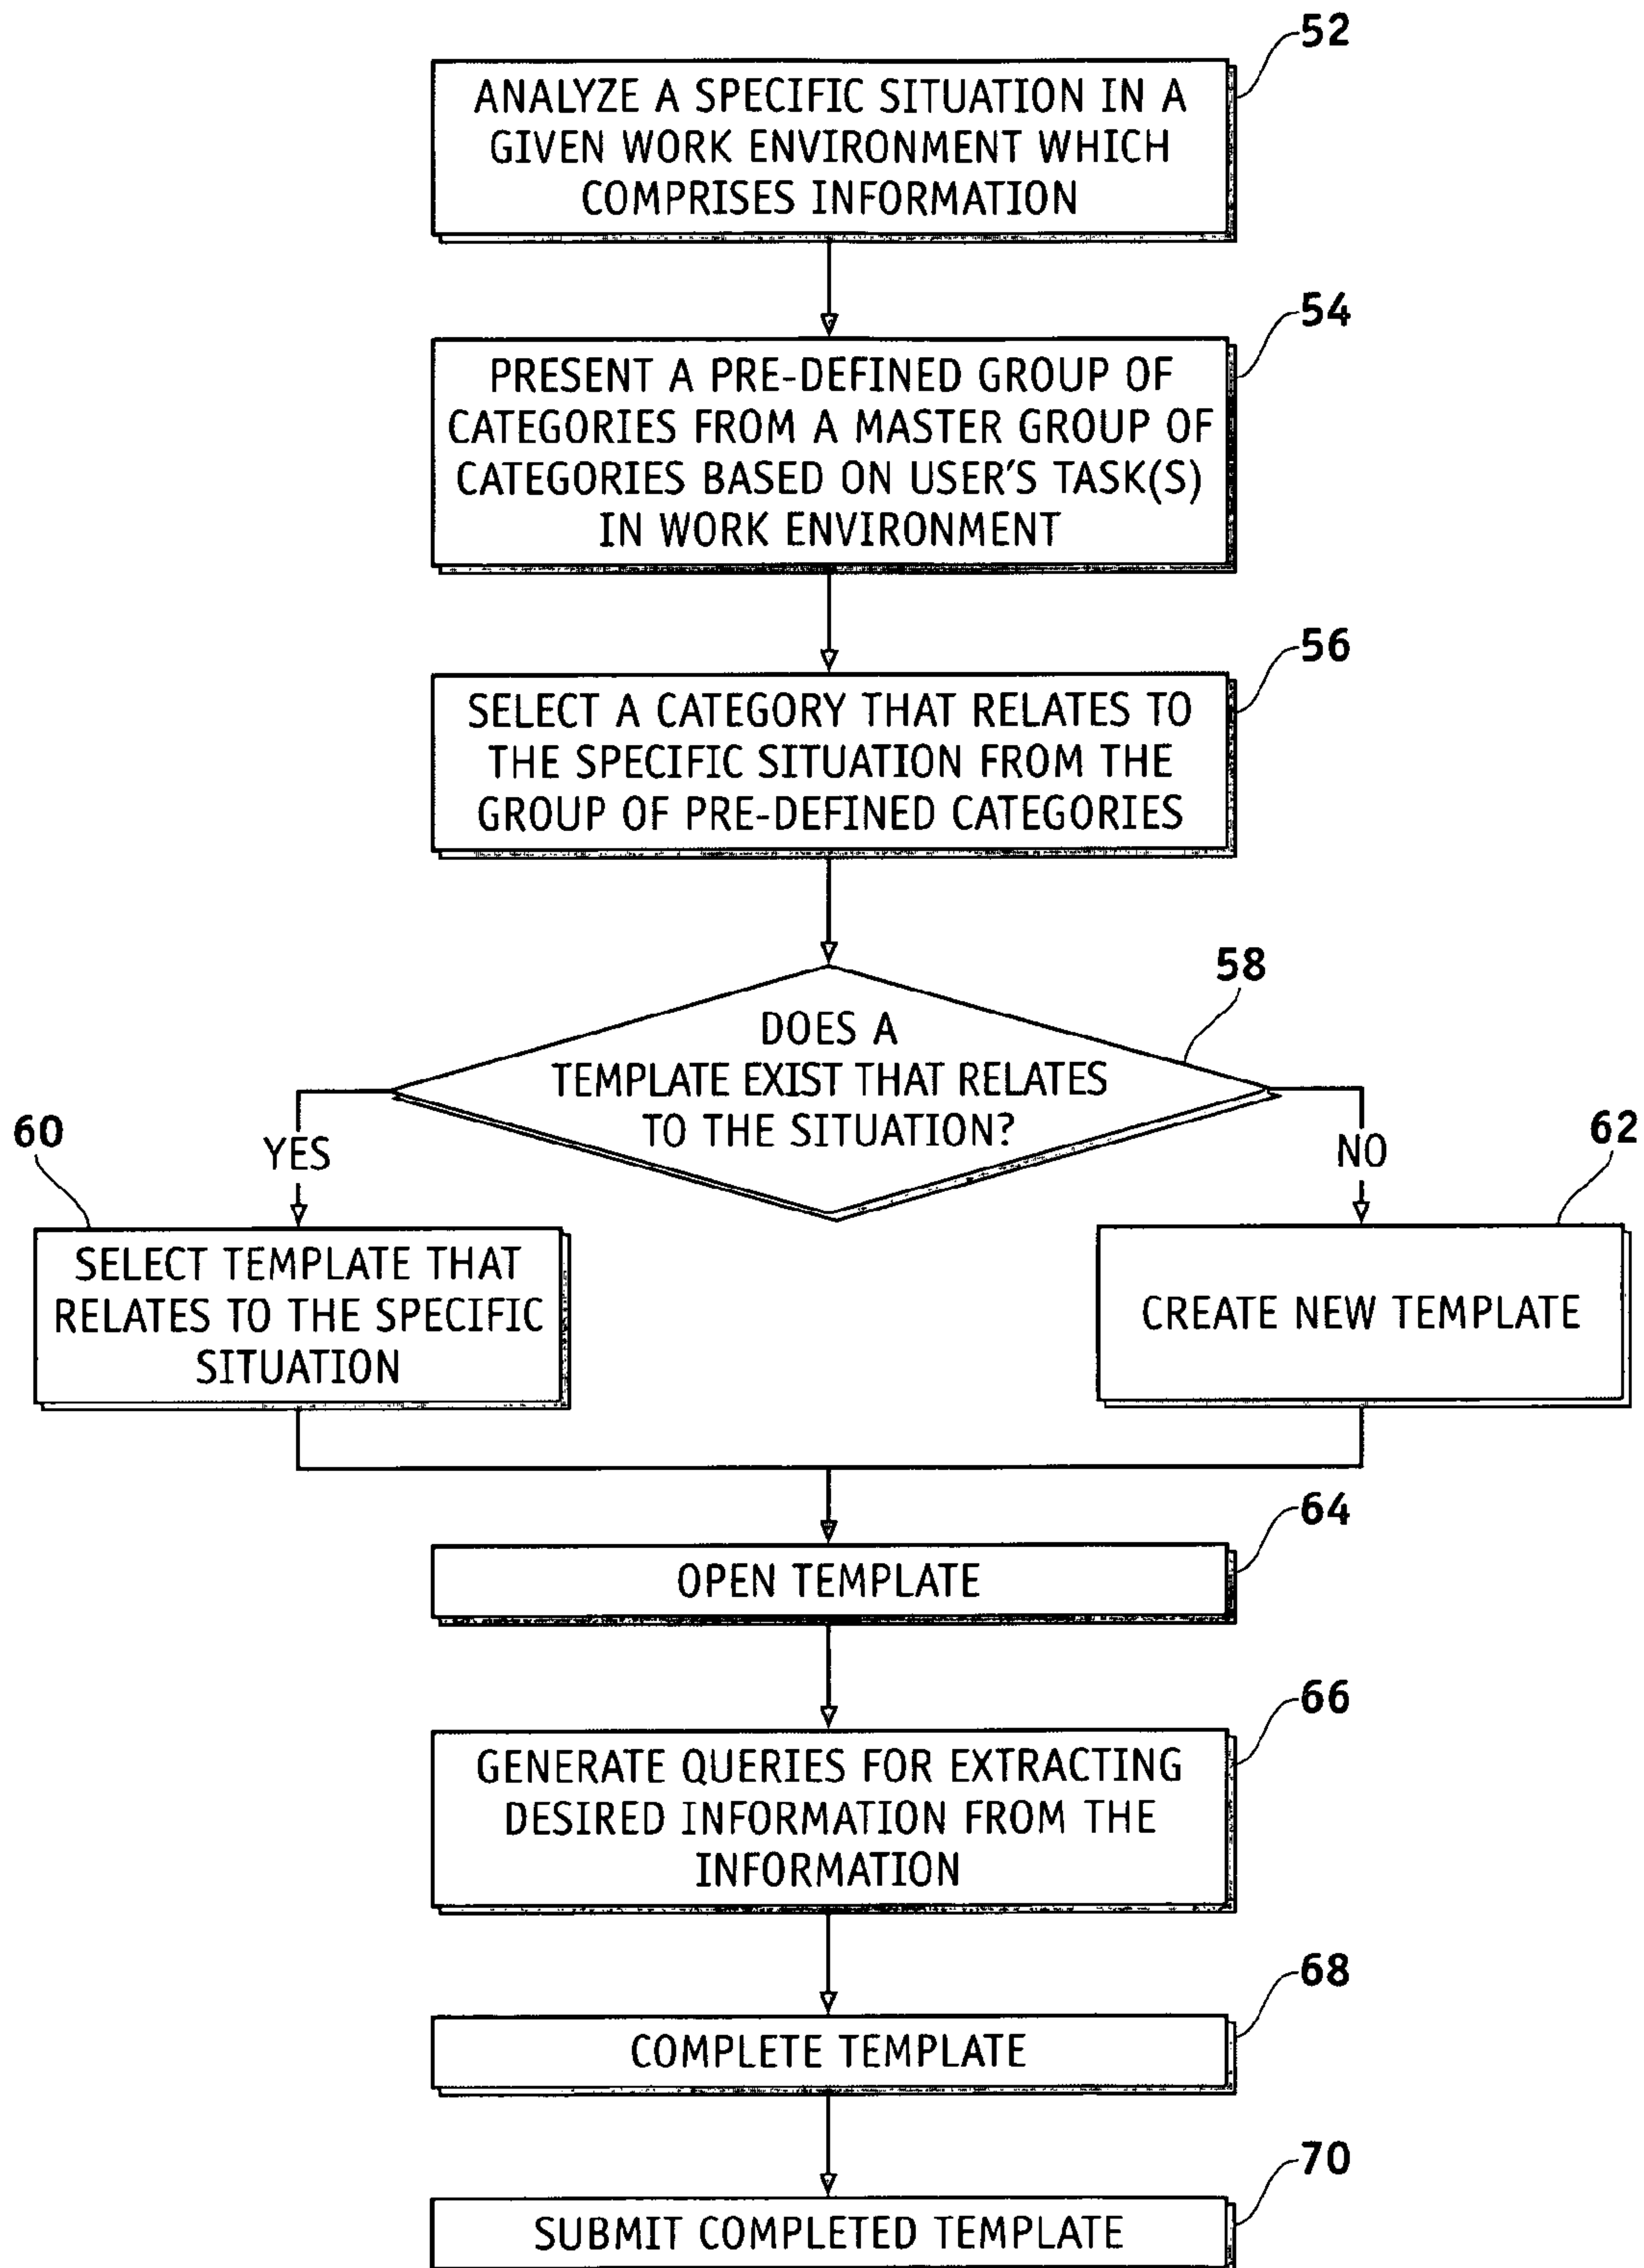 52
ANALYZE A SPECIFIC SITUATION IN A
GIVEN WORK ENVIRONMENT WHICH
COMPRISES INFORMATION
54
PRESENT A PRE-DEFINED GROUP OF
CATEGORIES FROM A MASTER GROUP OF
CATEGORIES BASED ON USER'S TASK(S)
IN WORK ENVIRONMENT
56
SELECT A CATEGORY THAT RELATES TO
THE SPECIFIC SITUATION FROM THE
GROUP OF PRE-DEFINED CATEGORIES
58
DOES A
TEMPLATE EXIST THAT RELATES
TO THE SITUATION?
60
YES
NO
62
SELECT TEMPLATE THAT
RELATES TO THE SPECIFIC
SITUATION
CREATE NEW TEMPLATE
64
OPEN TEMPLATE
66
GENERATE QUERIES FOR EXTRACTING
DESIRED INFORMATION FROM THE
INFORMATION
68
COMPLETE TEMPLATE
70
SUBMIT COMPLETED TEMPLATE